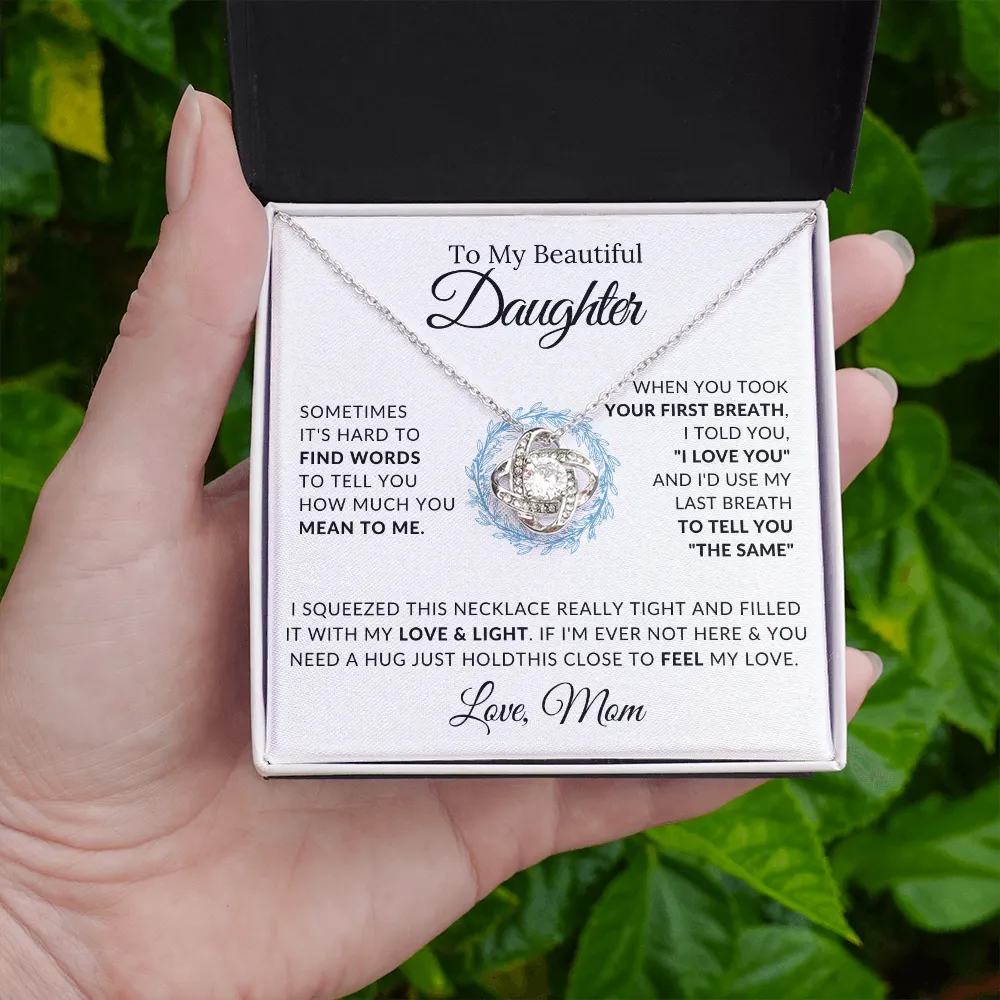 To My Beautiful
Daughter
SOMETIMES
IT'S HARD TO
FIND WORDS
TO TELL YOU
HOW MUCH YOU
MEAN TO ME.
WHEN YOU TOOK
YOUR FIRST BREATH,
I TOLD YOU,
"I LOVE YOU"
AND I'D USE MY
LAST BREATH
TO TELL YOU
"THE SAME"
I SQUEEZED THIS NECKLACE REALLY TIGHT AND FILLED
IT WITH MY LOVE & LIGHT. IF I'M EVER NOT HERE & YOU
NEED A HUG JUST HOLDTHIS CLOSE TO FEEL MY LOVE.
Love, Mom